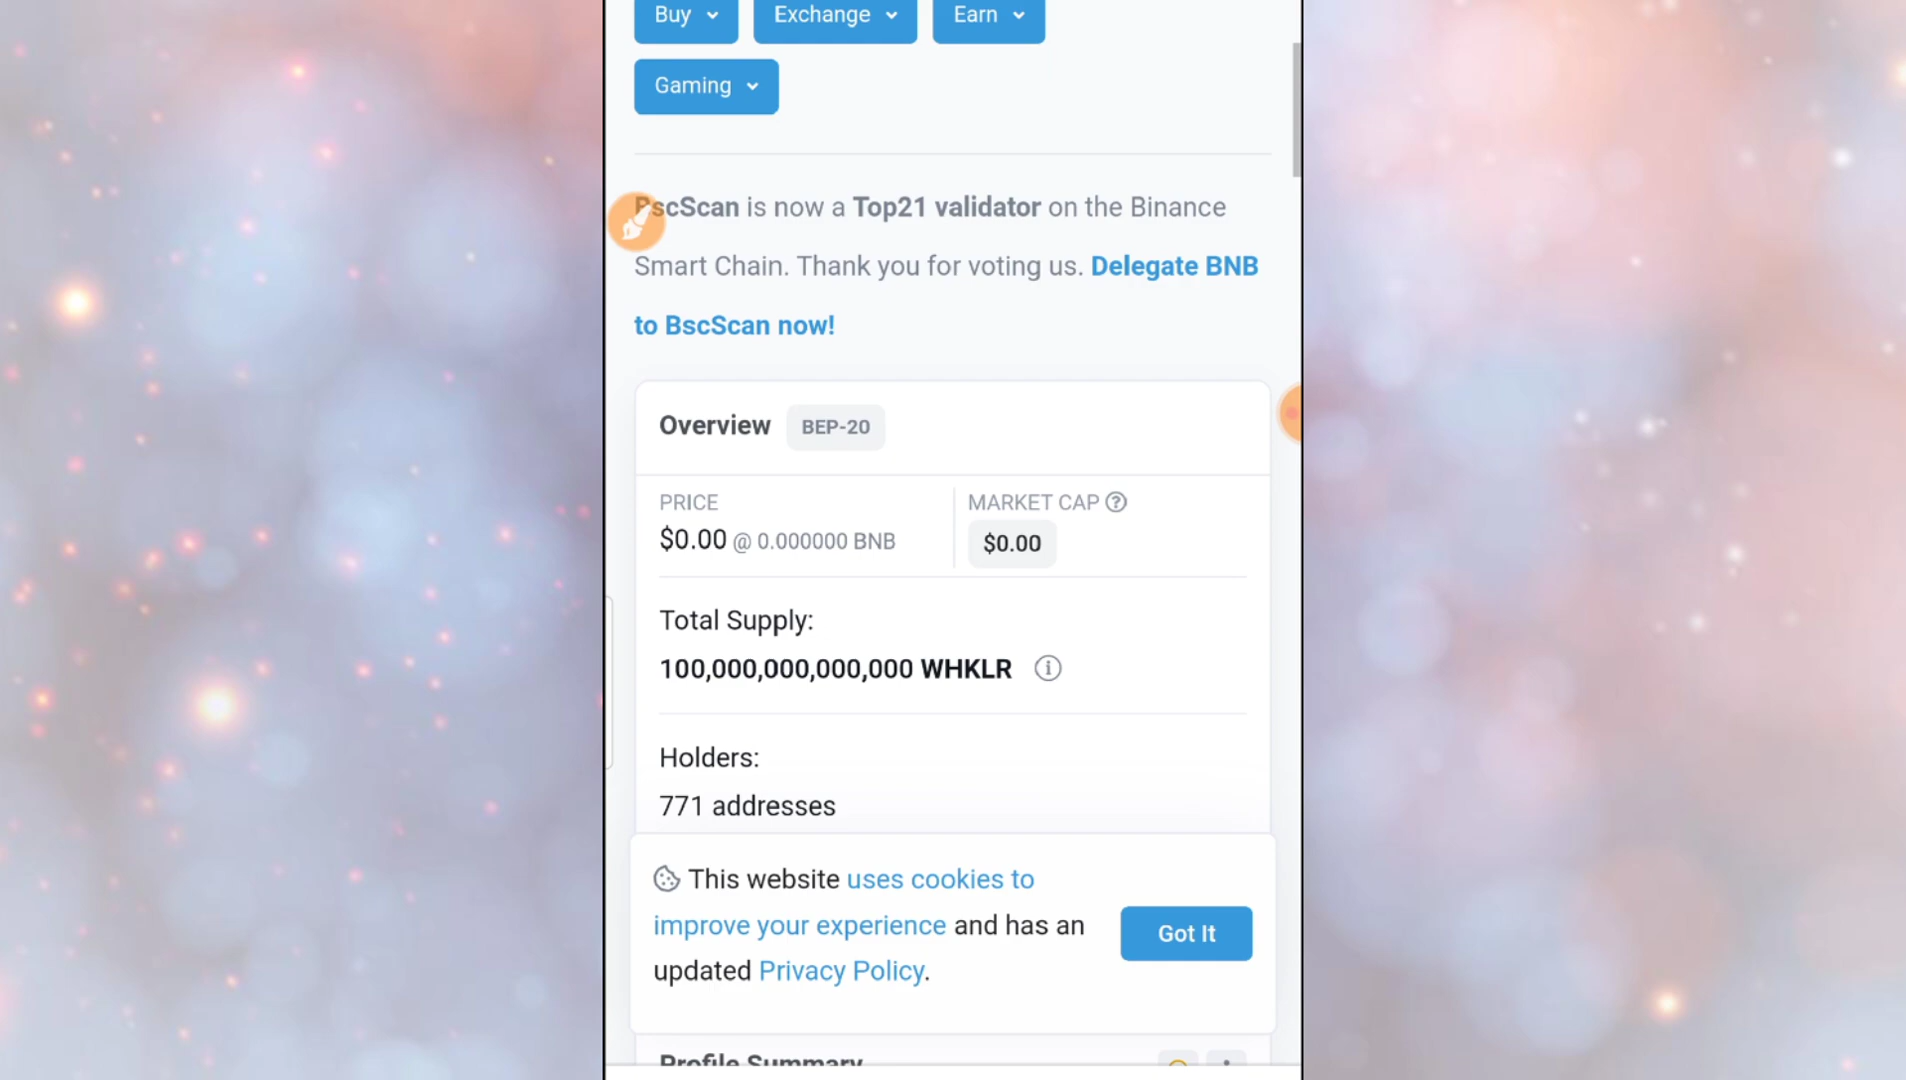 Buy
Exchange
Earn
Gaming
BscScan is now a Top21 validator on the Binance
Smart Chain. Thank you for voting us. Delegate BNB
to BscScan now!
Overview BEP-20
PRICE
$0.00 @ 0.000000 BNB
MARKET CAP
$0.00
Total Supply:
100,000,000,000,000 WHKLR
Holders:
771 addresses
This website uses cookies to
improve your experience and has an
updated Privacy Policy.
Got It
Profile Summary